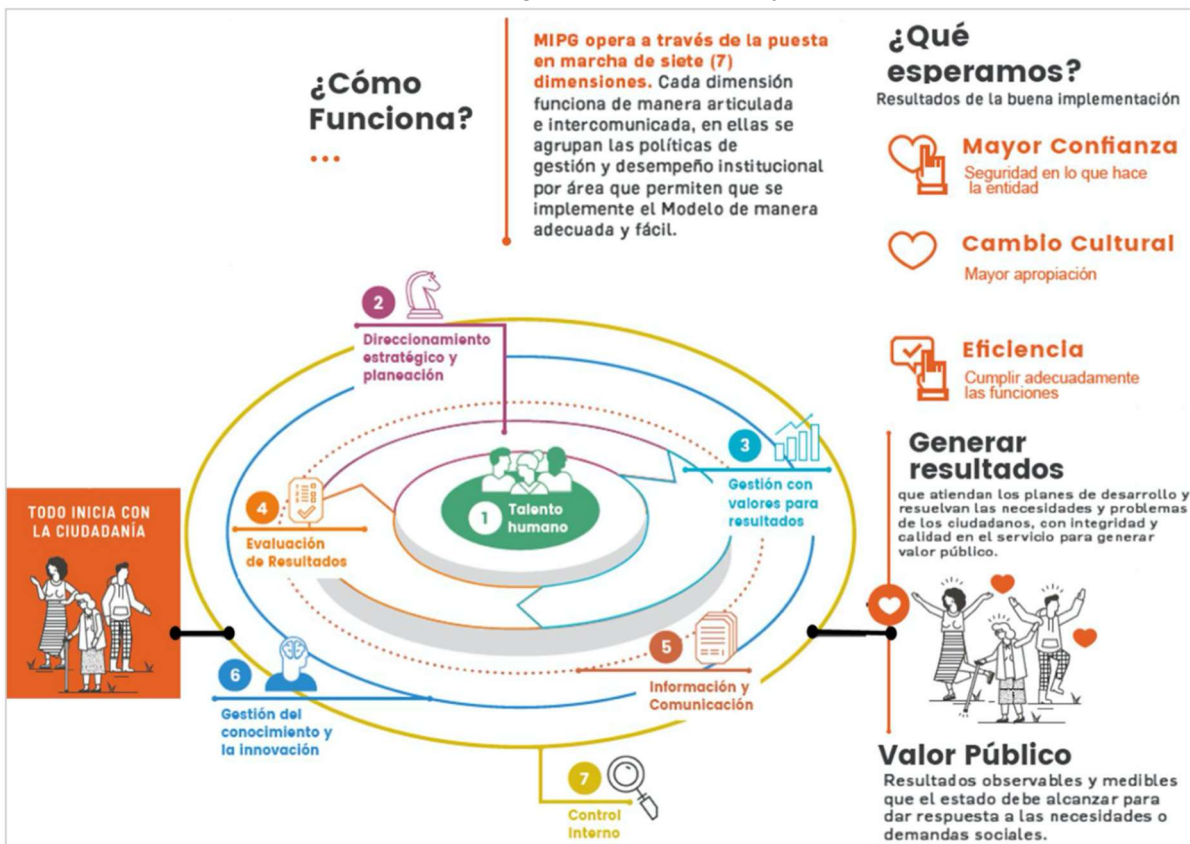 ¿Cómo
Funciona?
MIPG opera a través de la puesta
en marcha de siete (7)
dimensiones. Cada dimensión
funciona de manera articulada
e intercomunicada, en ellas se
agrupan las políticas de
gestión y desempeño institucional
por área que permiten que se
implemente el Modelo de manera
adecuada y fácil.
¿Qué
esperamos?
Resultados de la buena implementación
Mayor Confianza
Seguridad en lo que hace
la entidad
Cambio Cultural
Mayor apropiación
Eficiencia
Cumplir adecuadamente
las funciones
Generar
resultados
que atiendan los planes de desarrollo y
resuelvan las necesidades y problemas
de los ciudadanos, con integridad y
calidad en el servicio para generar
valor público.
Valor Público
Resultados observables y medibles
que el estado debe alcanzar para
dar respuesta a las necesidades o
demandas sociales.
TODO INICIA CON
LA CIUDADANÍA
1
Talento
humano
2
Direccionamiento
estratégico y
planeación
3
Gestión con
valores para
resultados
4
Evaluación
de Resultados
5
Información y
Comunicación
6
Gestión del
conocimiento y
la innovación
7
Control
Interno